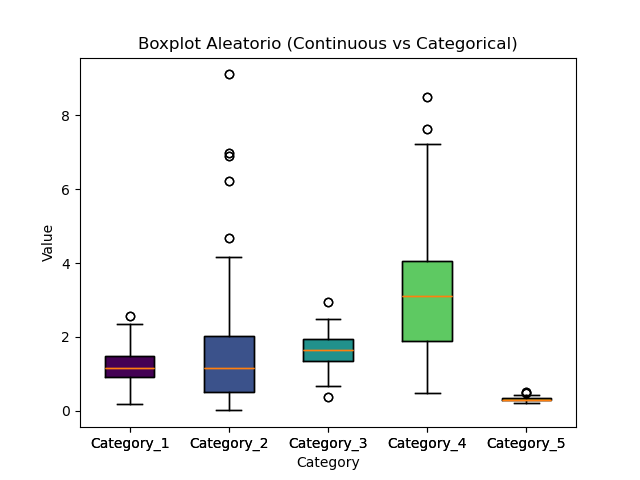 Boxplot Aleatorio (Continuous vs Categorical)
Value
8
6
4
2
0
Category_1 Category_2 Category_3 Category_4 Category_5
Category